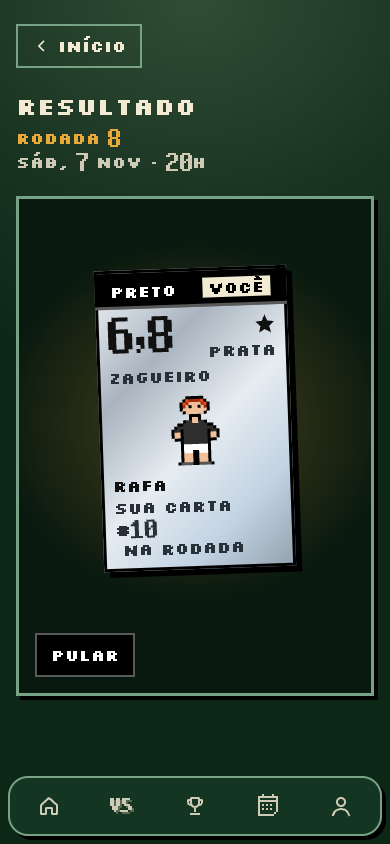 INÍCIO
RESULTADO
RODADA 8
SÁB, 7 NOV · 20H
PRETO VOCÊ
6,8
PRATA
ZAGUEIRO
RAFA
SUA CARTA
#10
NA RODADA
PULAR
VS